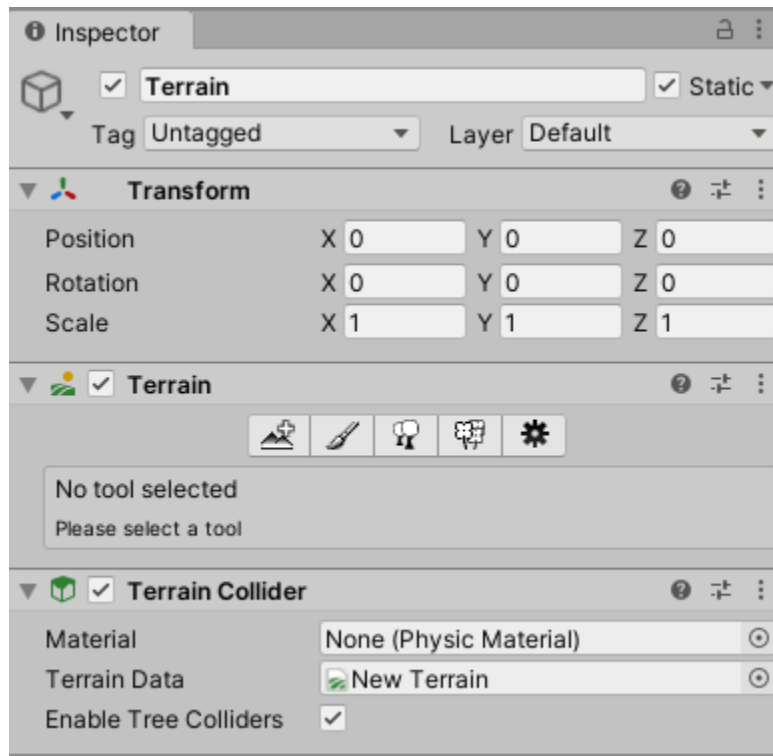 Inspector
Terrain
Static
Tag Untagged Layer Default
Transform
Position X 0 Y 0 Z 0
Rotation X 0 Y 0 Z 0
Scale X 1 Y 1 Z 1
Terrain
No tool selected
Please select a tool
Terrain Collider
Material None (Physic Material)
Terrain Data New Terrain
Enable Tree Colliders